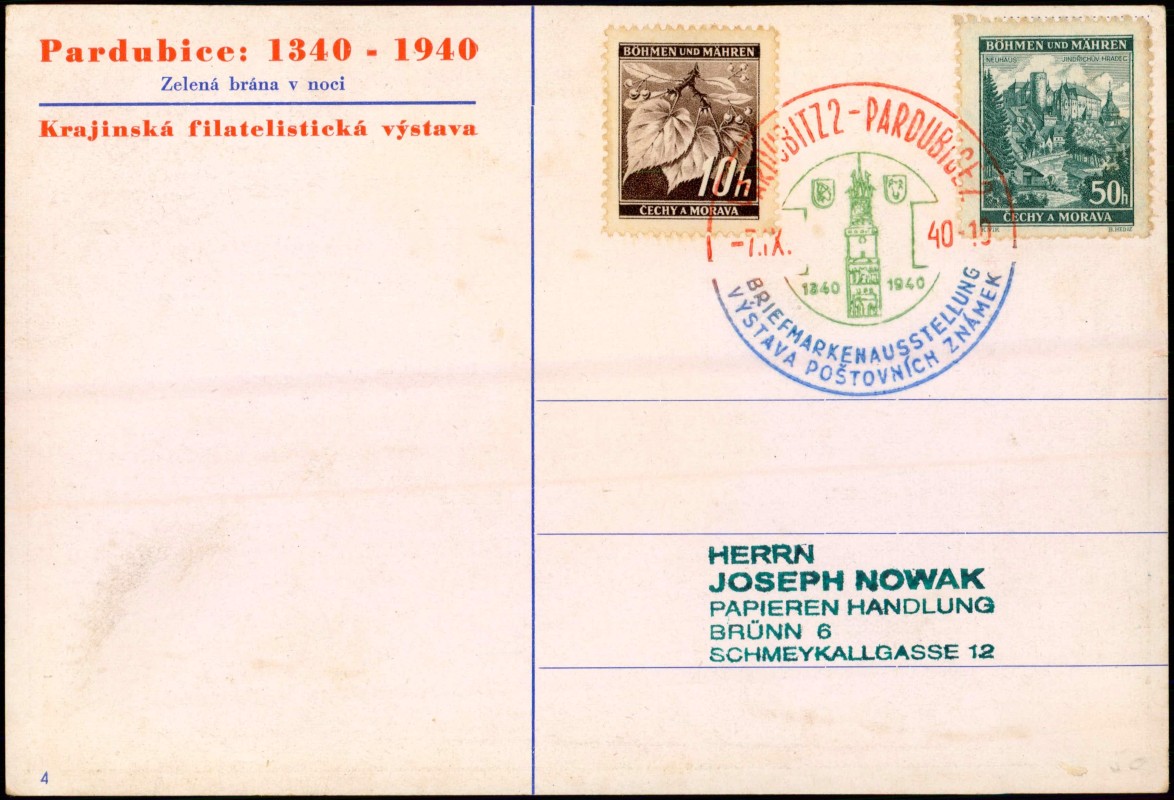 Pardubice: 1340 - 1940
Zelená brána v noci
Krajinská filatelistická výstava
BÖHMEN UND MÄHREN
10h
ČECHY A MORAVA
BÖHMEN UND MÄHREN
NEUHAUS JINDŘICHŮV HRADEC
50h
ČECHY A MORAVA
PARDUBITZ 2 - PARDUBICE 2
-7.IX. 40-10
1340 1940
BRIEFMARKENAUSSTELLUNG
VÝSTAVA POŠTOVNÍCH ZNÁMEK
HERRN
JOSEPH NOWAK
PAPIEREN HANDLUNG
BRÜNN 6
SCHMEYKALLGASSE 12
4